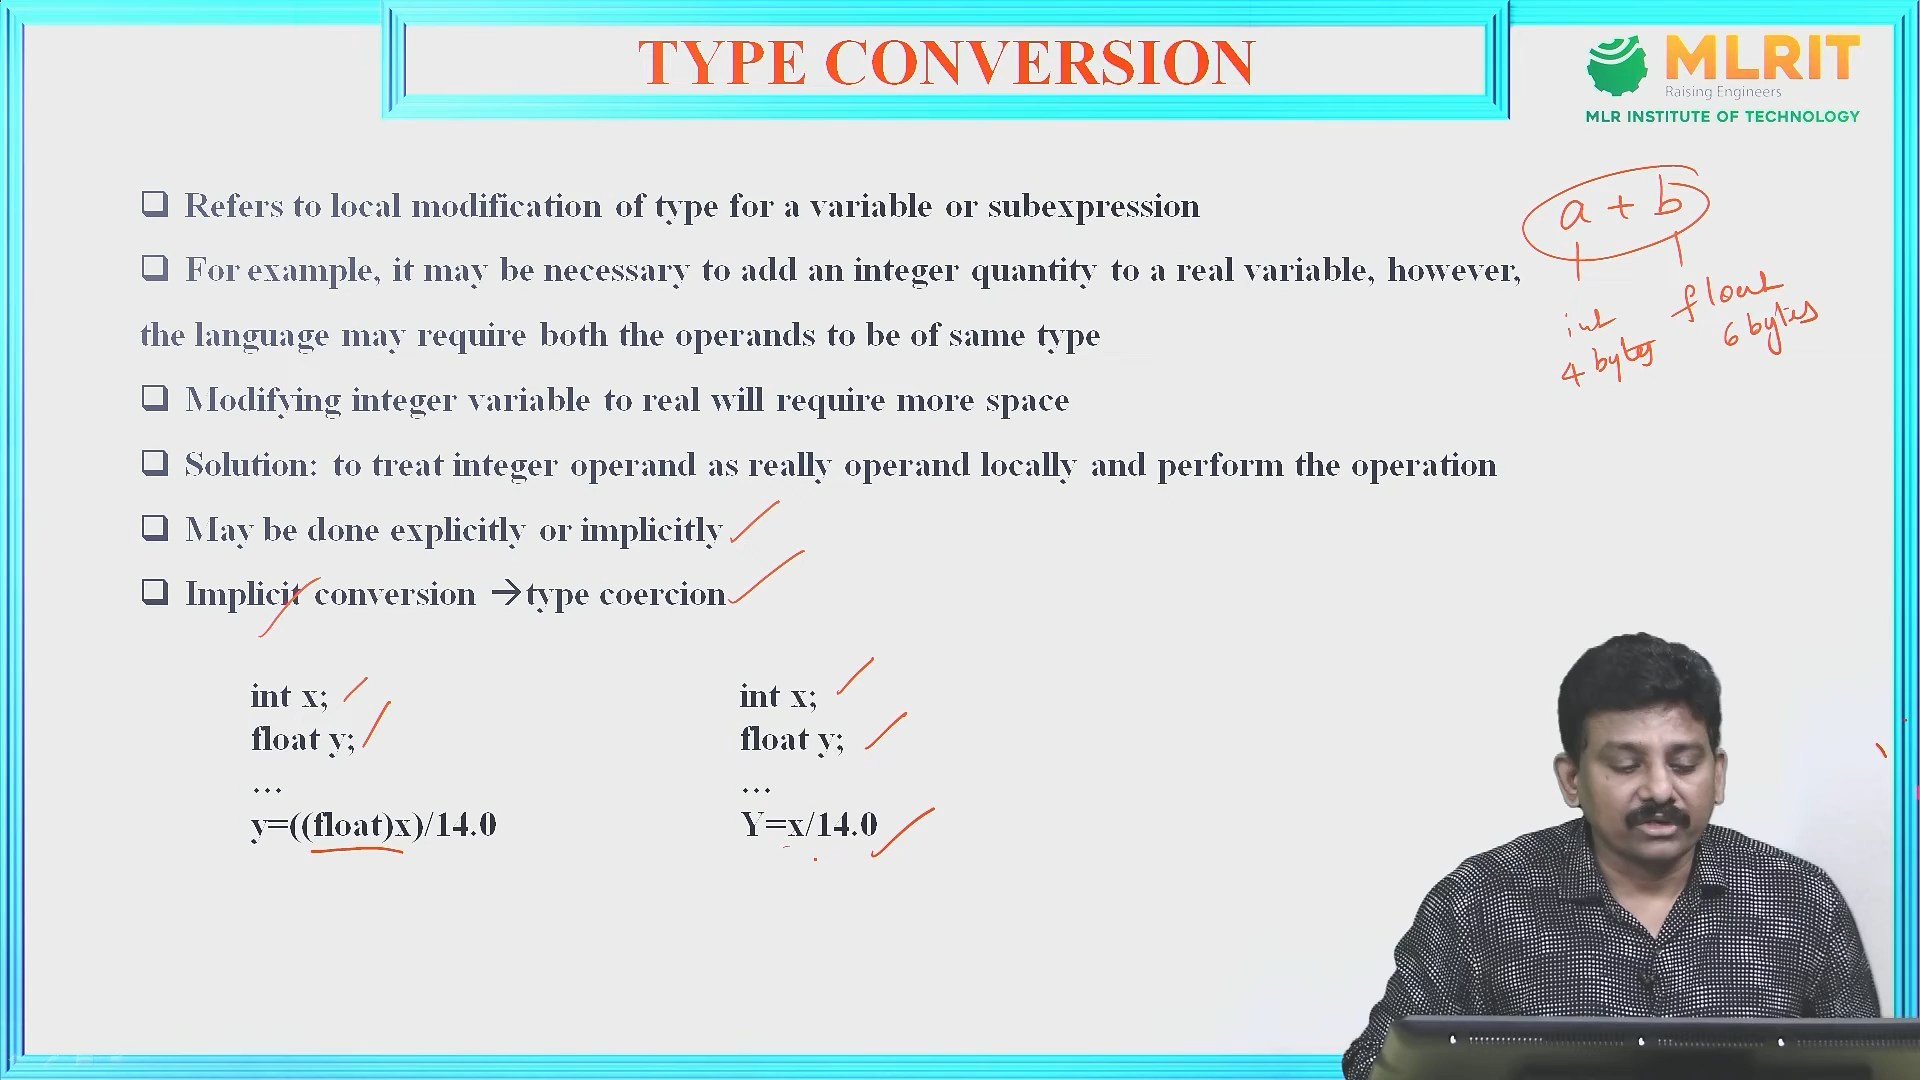 TYPE CONVERSION
MLRIT
Raising Engineers
MLR INSTITUTE OF TECHNOLOGY
❑ Refers to local modification of type for a variable or subexpression
❑ For example, it may be necessary to add an integer quantity to a real variable, however,
the language may require both the operands to be of same type
❑ Modifying integer variable to real will require more space
❑ Solution: to treat integer operand as really operand locally and perform the operation
❑ May be done explicitly or implicitly
❑ Implicit conversion →type coercion
int x;
float y;
…
y=((float)x)/14.0
int x;
float y;
…
Y=x/14.0
a + b
int
4 bytes
float
6 bytes